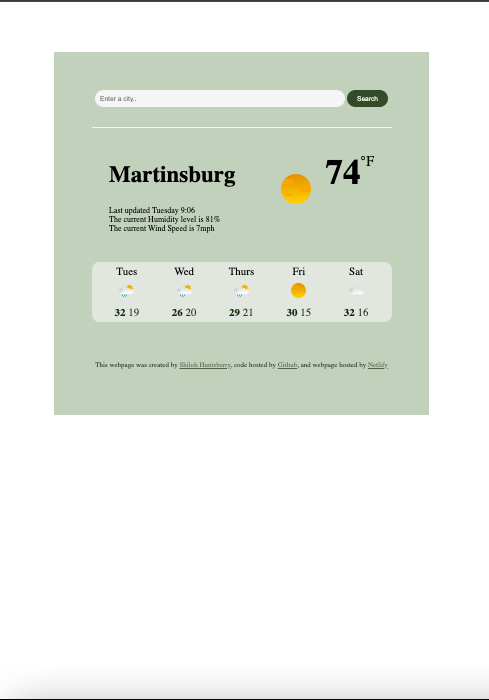 Enter a city..
Search
Martinsburg
74°F
Last updated Tuesday 9:06
The current Humidity level is 81%
The current Wind Speed is 7mph
Tues Wed Thurs Fri Sat
32 19 26 20 29 21 30 15 32 16
This webpage was created by Shiloh Huntsberry, code hosted by Github, and webpage hosted by Netlify